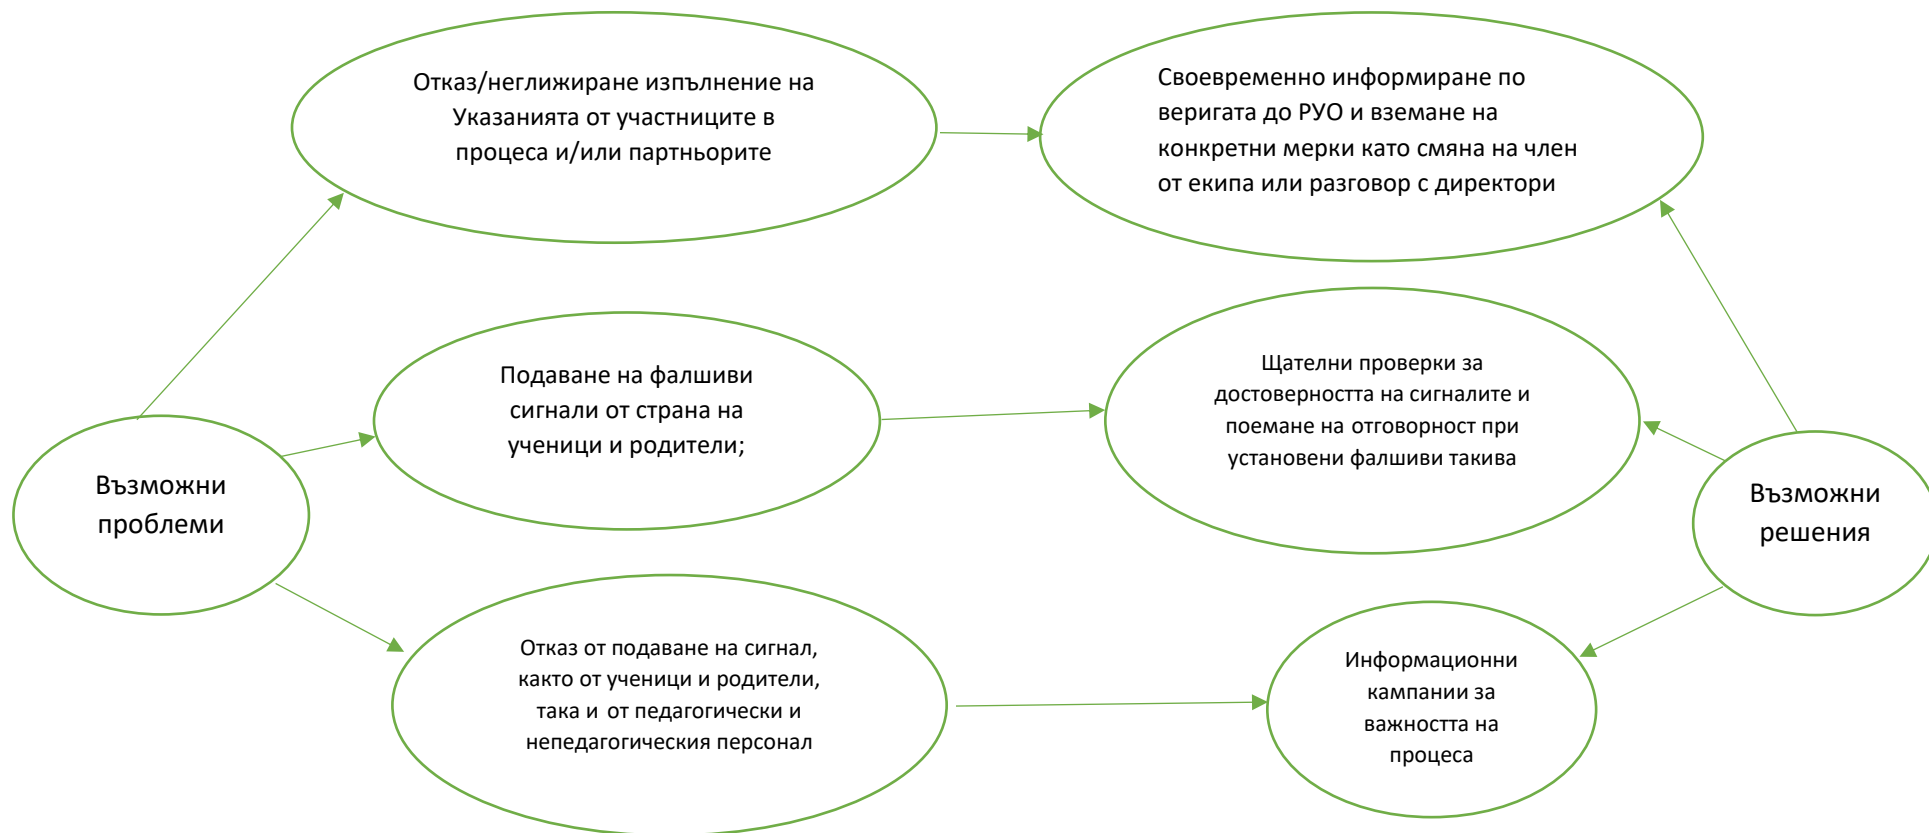 Отказ/неглижиране изпълнение на
Указанията от участниците в
процеса и/или партньорите
Своевременно информиране по
веригата до РУО и вземане на
конкретни мерки като смяна на член
от екипа или разговор с директори
Подаване на фалшиви
сигнали от страна на
ученици и родители;
Щателни проверки за
достоверността на сигналите и
поемане на отговорност при
установени фалшиви такива
Възможни
проблеми
Възможни
решения
Отказ от подаване на сигнал,
както от ученици и родители,
така и от педагогически и
непедагогическия персонал
Информационни
кампании за
важността на
процеса